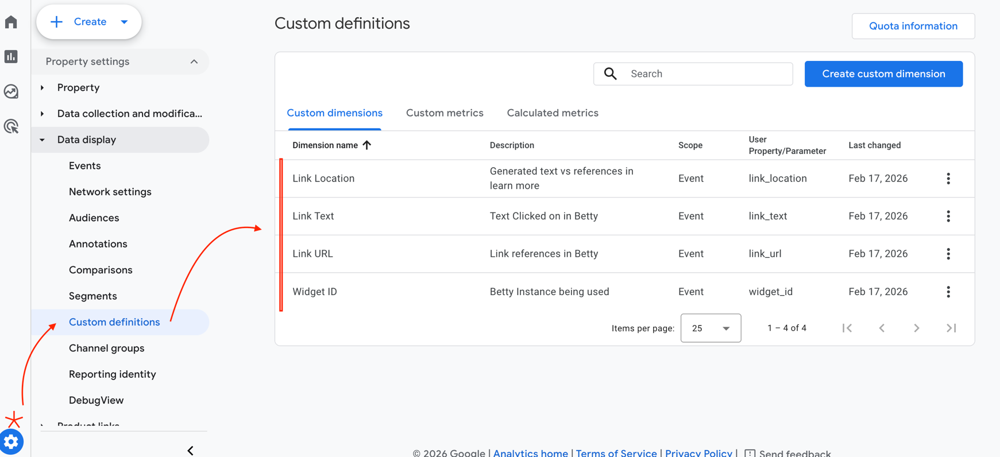 Create
Property settings
Property
Data collection and modifica...
Data display
Events
Network settings
Audiences
Annotations
Comparisons
Segments
Custom definitions
Channel groups
Reporting identity
DebugView
Product links
Custom definitions
Quota information
Search
Create custom dimension
Custom dimensions Custom metrics Calculated metrics
Dimension name Description Scope User Property/Parameter Last changed
Link Location Generated text vs references in learn more Event link_location Feb 17, 2026
Link Text Text Clicked on in Betty Event link_text Feb 17, 2026
Link URL Link references in Betty Event link_url Feb 17, 2026
Widget ID Betty Instance being used Event widget_id Feb 17, 2026
Items per page: 25 1 – 4 of 4
© 2026 Google | Analytics home | Terms of Service | Privacy Policy | Send feedback